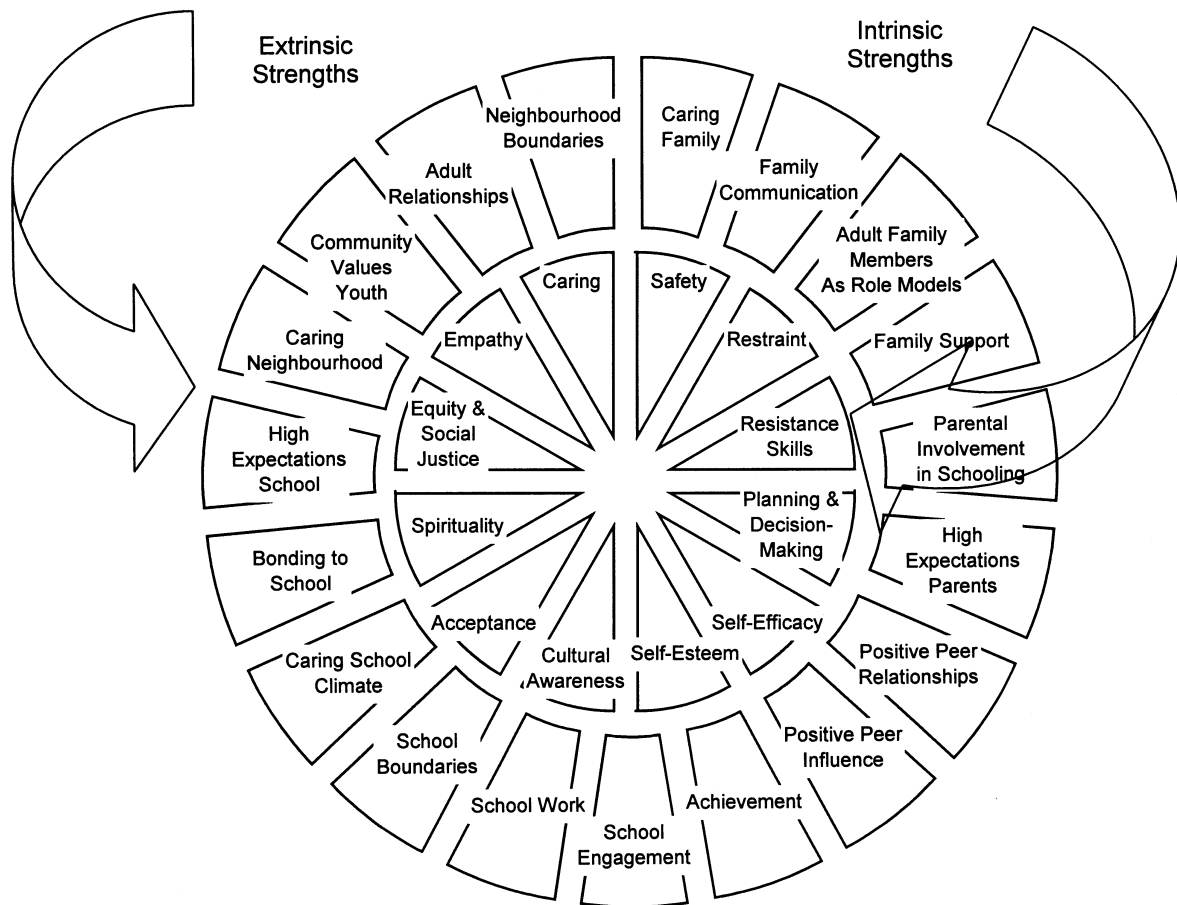 Extrinsic
Strengths
Intrinsic
Strengths
Neighbourhood
Boundaries
Caring
Family
Family
Communication
Adult Family
Members
As Role Models
Family Support
Parental
Involvement
in Schooling
High
Expectations
Parents
Positive Peer
Relationships
Positive Peer
Influence
Achievement
School
Engagement
School Work
School
Boundaries
Caring School
Climate
Bonding to
School
High
Expectations
School
Caring
Neighbourhood
Community
Values
Youth
Adult
Relationships
Caring
Safety
Restraint
Resistance
Skills
Planning &
Decision-
Making
Self-Efficacy
Self-Esteem
Cultural
Awareness
Acceptance
Spirituality
Equity &
Social
Justice
Empathy